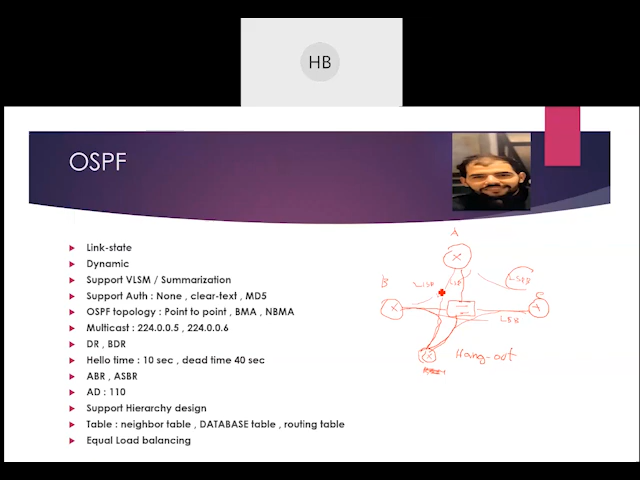 HB
OSPF
Link-state
Dynamic
Support VLSM / Summarization
Support Auth : None , clear-text , MD5
OSPF topology : Point to point , BMA , NBMA
Multicast : 224.0.0.5 , 224.0.0.6
DR , BDR
Hello time : 10 sec , dead time 40 sec
ABR , ASBR
AD : 110
Support Hierarchy design
Table : neighbor table , DATABASE table , routing table
Equal Load balancing
A
B
Hang-out